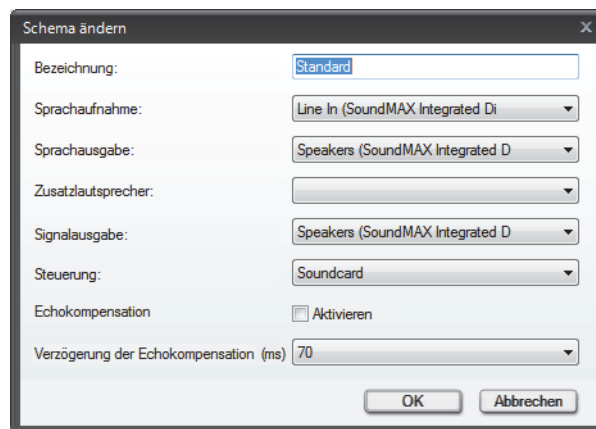 Schema ändern
Bezeichnung: Standard
Sprachaufnahme: Line In (SoundMAX Integrated Di
Sprachausgabe: Speakers (SoundMAX Integrated D
Zusatzlautsprecher:
Signalausgabe: Speakers (SoundMAX Integrated D
Steuerung: Soundcard
Echokompensation Aktivieren
Verzögerung der Echokompensation (ms) 70
OK Abbrechen